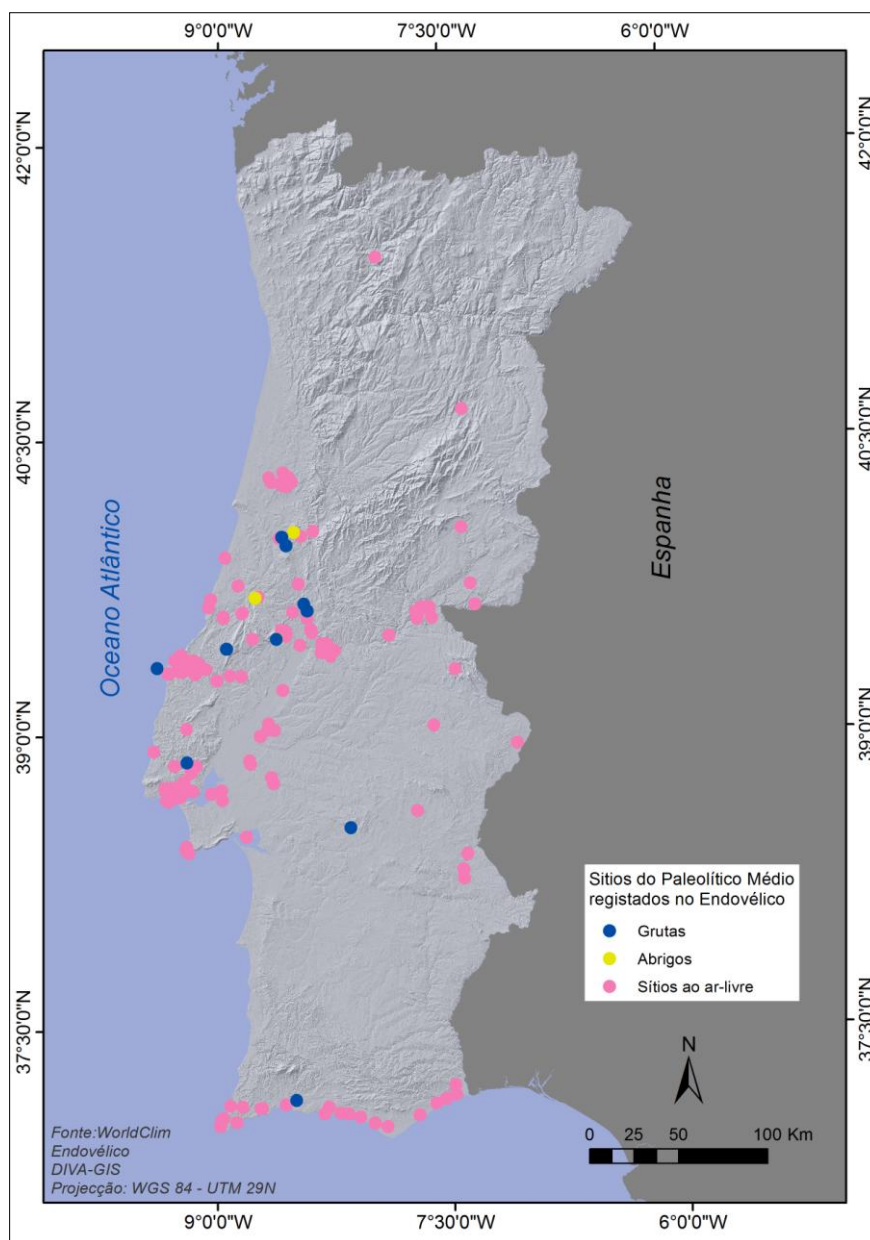 9°0'0"W
7°30'0"W
6°0'0"W
42°0'0"N
42°0'0"N
40°30'0"N
40°30'0"N
Oceano Atlântico
Espanha
39°0'0"N
39°0'0"N
Sitios do Paleolítico Médio
registados no Endovélico
Grutas
Abrigos
Sítios ao ar-livre
37°30'0"N
37°30'0"N
N
0 25 50 100 Km
Fonte:WorldClim
Endovélico
DIVA-GIS
Projecção: WGS 84 - UTM 29N
9°0'0"W
7°30'0"W
6°0'0"W